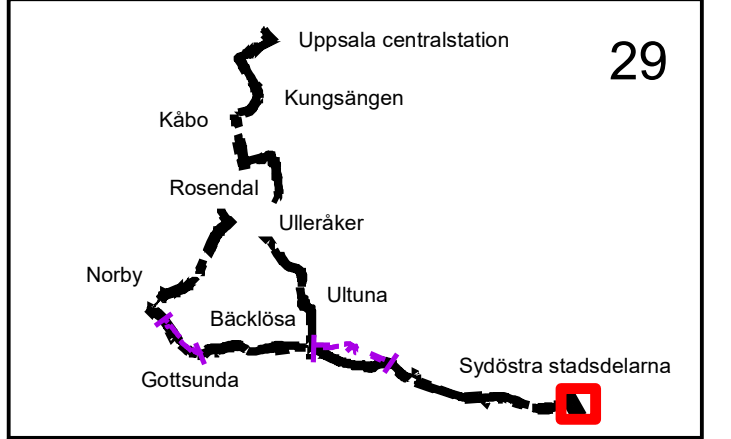 Uppsala centralstation
29
Kungsängen
Kåbo
Rosendal
Ulleråker
Norby
Ultuna
Bäcklösa
Sydöstra stadsdelarna
Gottsunda